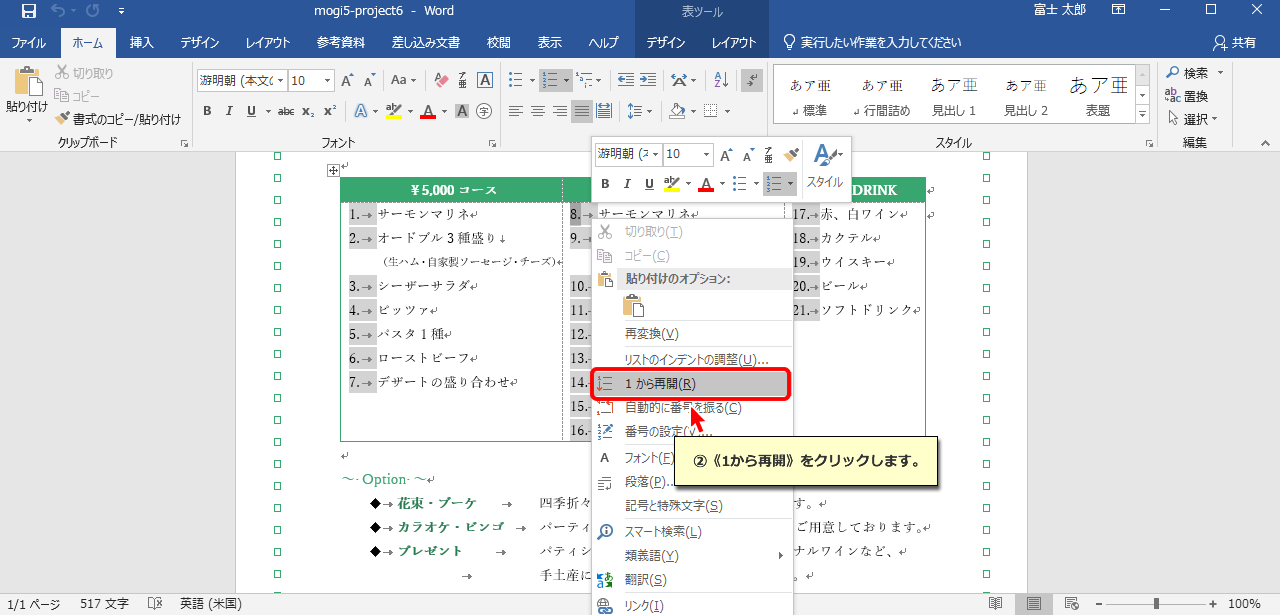 mogi5-project6 - Word
表ツール
富士 太郎
ファイル ホーム 挿入 デザイン レイアウト 参考資料 差し込み文書 校閲 表示 ヘルプ デザイン レイアウト 実行したい作業を入力してください 共有
貼り付け
切り取り
コピー
書式のコピー/貼り付け
クリップボード
游明朝 (本文の 10
フォント
あア亜 あア亜 あア亜 あア亜 あア亜
標準 行間詰め 見出し 1 見出し 2 表題
スタイル
検索
置換
選択
編集
游明朝 10
スタイル
¥5,000 コース
DRINK
1. サーモンマリネ
2. オードブル 3 種盛り
(生ハム・自家製ソーセージ・チーズ)
3. シーザーサラダ
4. ピッツァ
5. パスタ 1 種
6. ローストビーフ
7. デザートの盛り合わせ
8. サーモンマリネ
9.
10.
11.
12.
13.
14.
15.
16.
17. 赤、白ワイン
18. カクテル
19. ウイスキー
20. ビール
21. ソフトドリンク
切り取り(T)
コピー(C)
貼り付けのオプション:
再変換(V)
リストのインデントの調整(U)...
1 から再開(R)
自動的に番号を振る(C)
番号の設定(V)...
フォント(F)
段落(P)...
記号と特殊文字(S)
スマート検索(L)
類義語(Y)
翻訳(S)
リンク(I)
②《1から再開》をクリックします。
～ Option ～
◆ 花束・ブーケ 四季折々 す。
◆ カラオケ・ビンゴ パーティ ご用意しております。
◆ プレゼント パティシ ナルワインなど、
手土産に 。
1/1 ページ 517 文字 英語 (米国) 100%